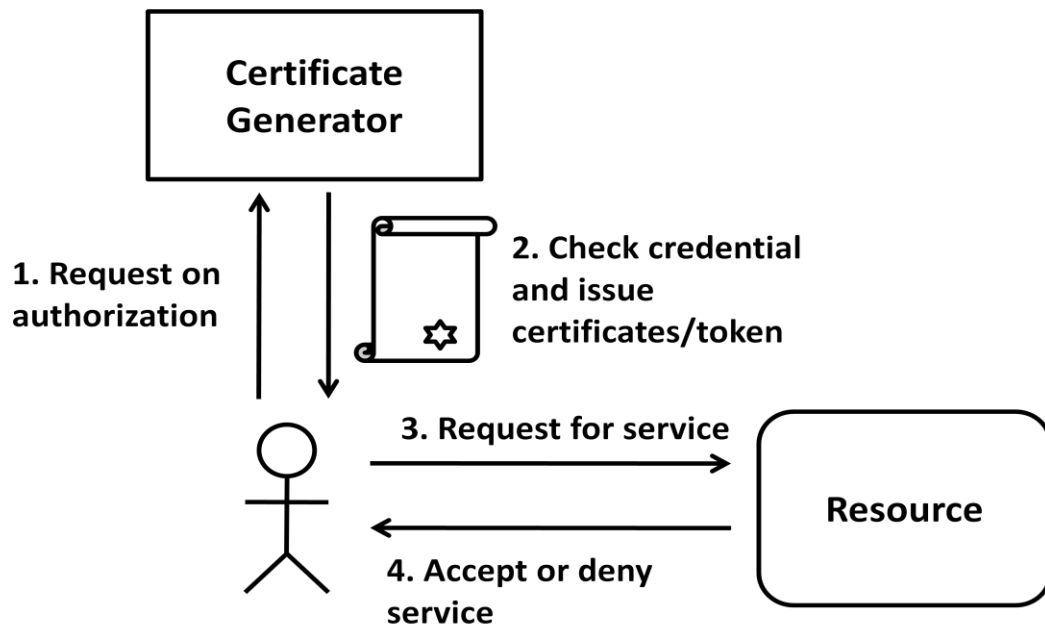 Certificate
Generator
1. Request on
authorization
2. Check credential
and issue
certificates/token
3. Request for service
Resource
4. Accept or deny
service